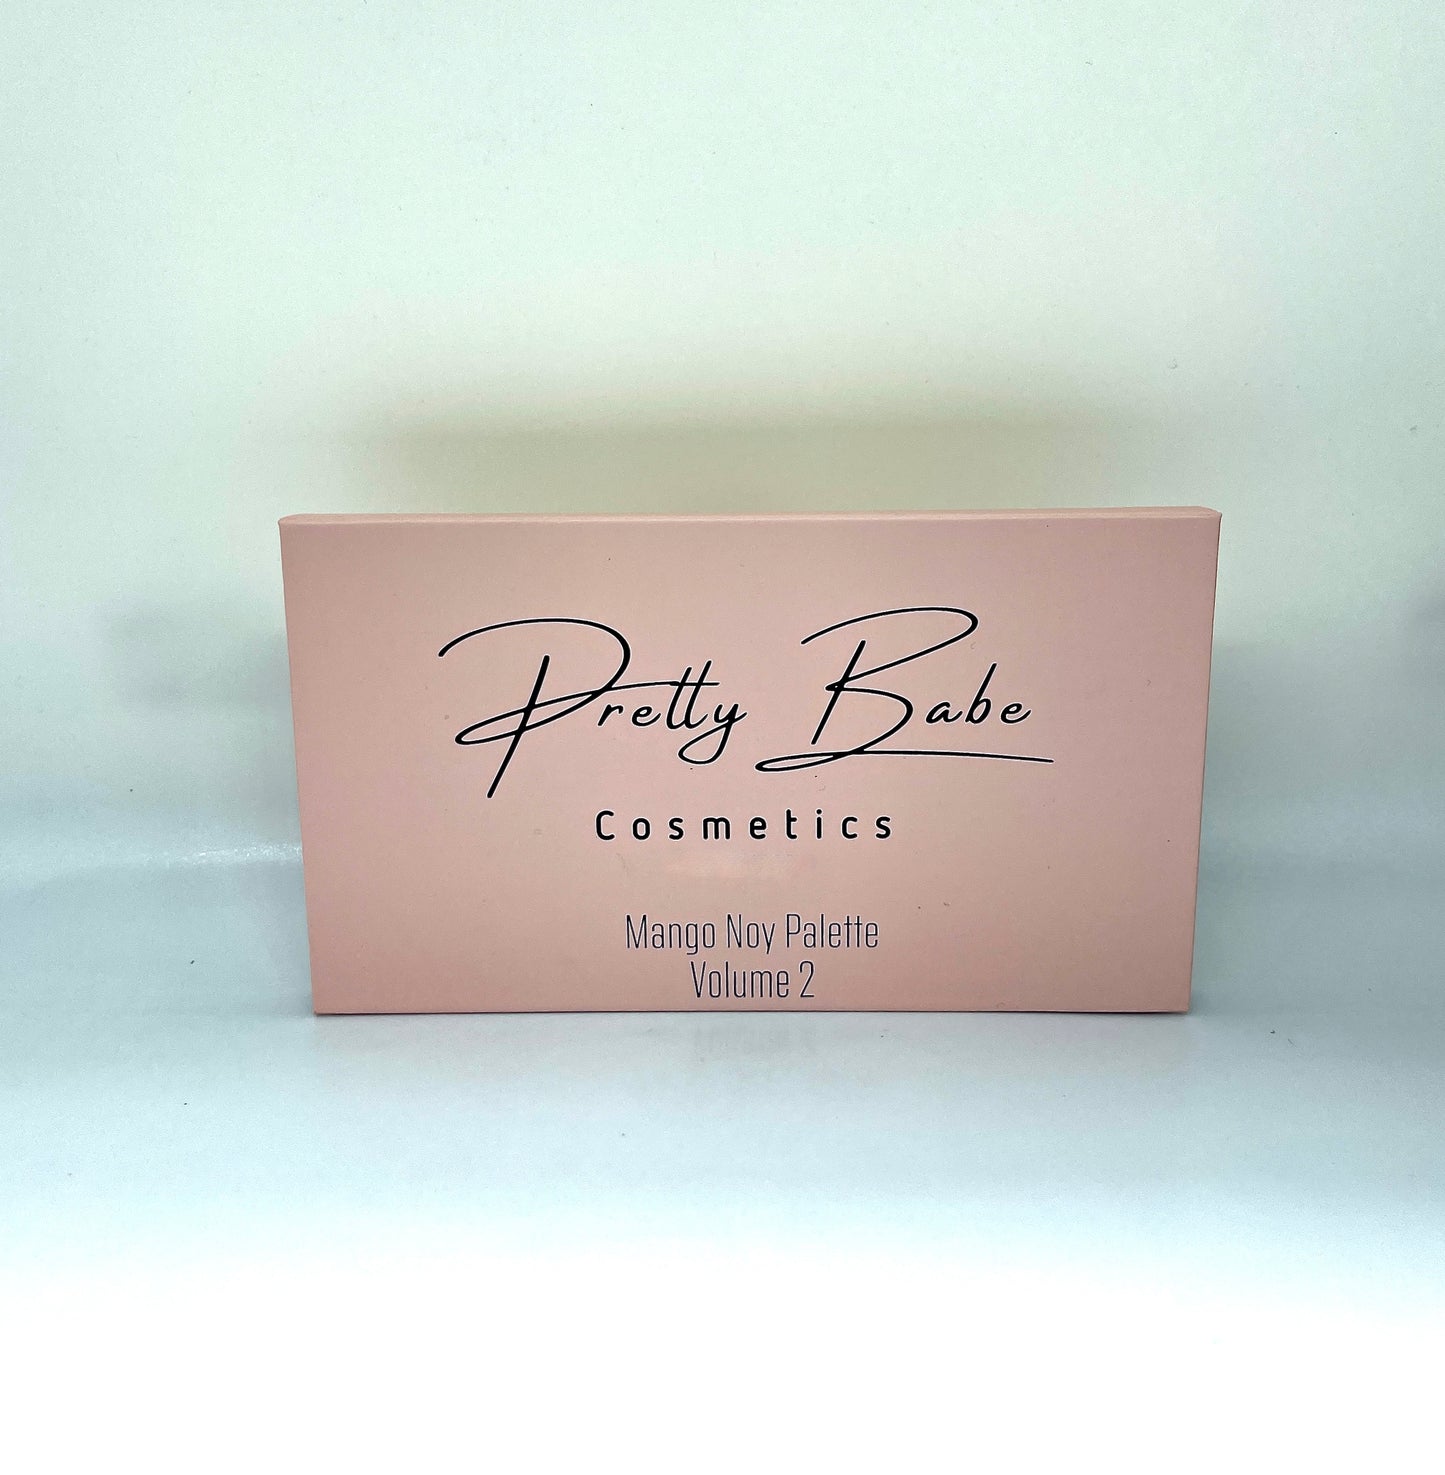 Pretty Babe
Cosmetics
Mango Noy Palette
Volume 2